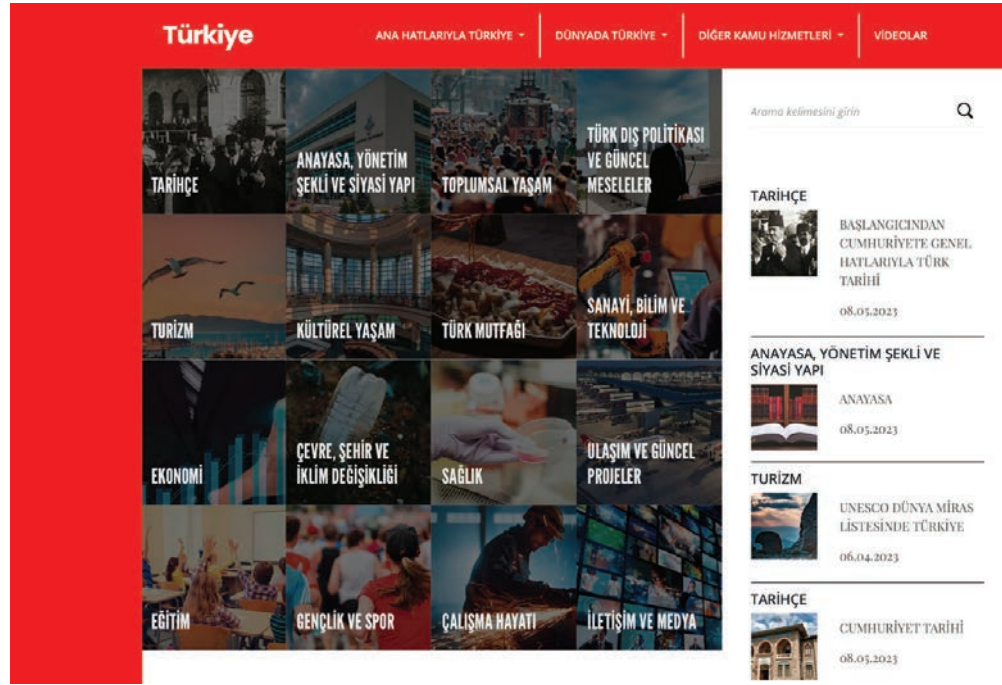 Türkiye
ANA HATLARIYLA TÜRKİYE
DÜNYADA TÜRKİYE
DİĞER KAMU HİZMETLERİ
VİDEOLAR
TARİHÇE
ANAYASA, YÖNETİM
ŞEKLİ VE SİYASİ YAPI
TOPLUMSAL YAŞAM
TÜRK DIŞ POLİTİKASI
VE GÜNCEL
MESELELER
TURİZM
KÜLTÜREL YAŞAM
TÜRK MUTFAĞI
SANAYİ, BİLİM VE
TEKNOLOJİ
EKONOMİ
ÇEVRE, ŞEHİR VE
İKLİM DEĞİŞİKLİĞİ
SAĞLIK
ULAŞIM VE GÜNCEL
PROJELER
EĞİTİM
GENÇLİK VE SPOR
ÇALIŞMA HAYATI
İLETİŞİM VE MEDYA
Arama kelimesini girin
TARİHÇE
BAŞLANGICINDAN
CUMHURİYETE GENEL
HATLARIYLA TÜRK
TARİHİ
08.05.2023
ANAYASA, YÖNETİM ŞEKLİ VE
SİYASİ YAPI
ANAYASA
08.05.2023
TURİZM
UNESCO DÜNYA MİRAS
LİSTESİNDE TÜRKİYE
06.04.2023
TARİHÇE
CUMHURİYET TARİHİ
08.05.2023